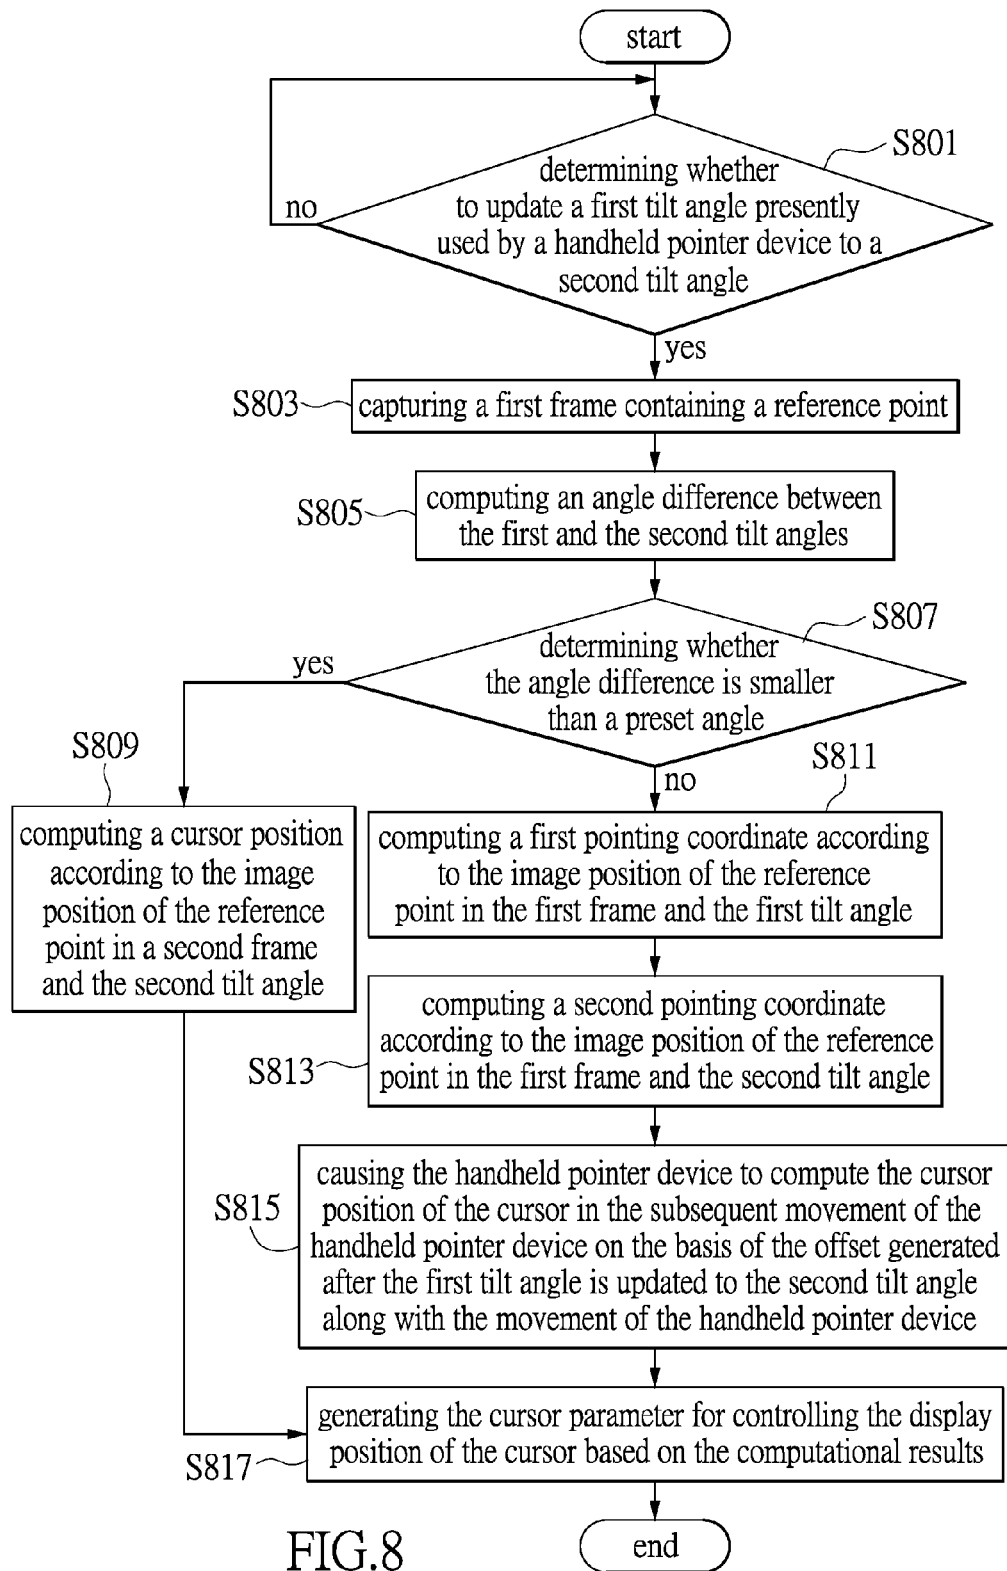 start
S801
determining whether
to update a first tilt angle presently
used by a handheld pointer device to a
second tilt angle
no
yes
S803
capturing a first frame containing a reference point
S805
computing an angle difference between
the first and the second tilt angles
S807
determining whether
the angle difference is smaller
than a preset angle
yes
no
S809
computing a cursor position
according to the image
position of the reference
point in a second frame
and the second tilt angle
S811
computing a first pointing coordinate according
to the image position of the reference
point in the first frame and the first tilt angle
S813
computing a second pointing coordinate
according to the image position of the reference
point in the first frame and the second tilt angle
S815
causing the handheld pointer device to compute the cursor
position of the cursor in the subsequent movement of the
handheld pointer device on the basis of the offset generated
after the first tilt angle is updated to the second tilt angle
along with the movement of the handheld pointer device
S817
generating the cursor parameter for controlling the display
position of the cursor based on the computational results
end
FIG.8